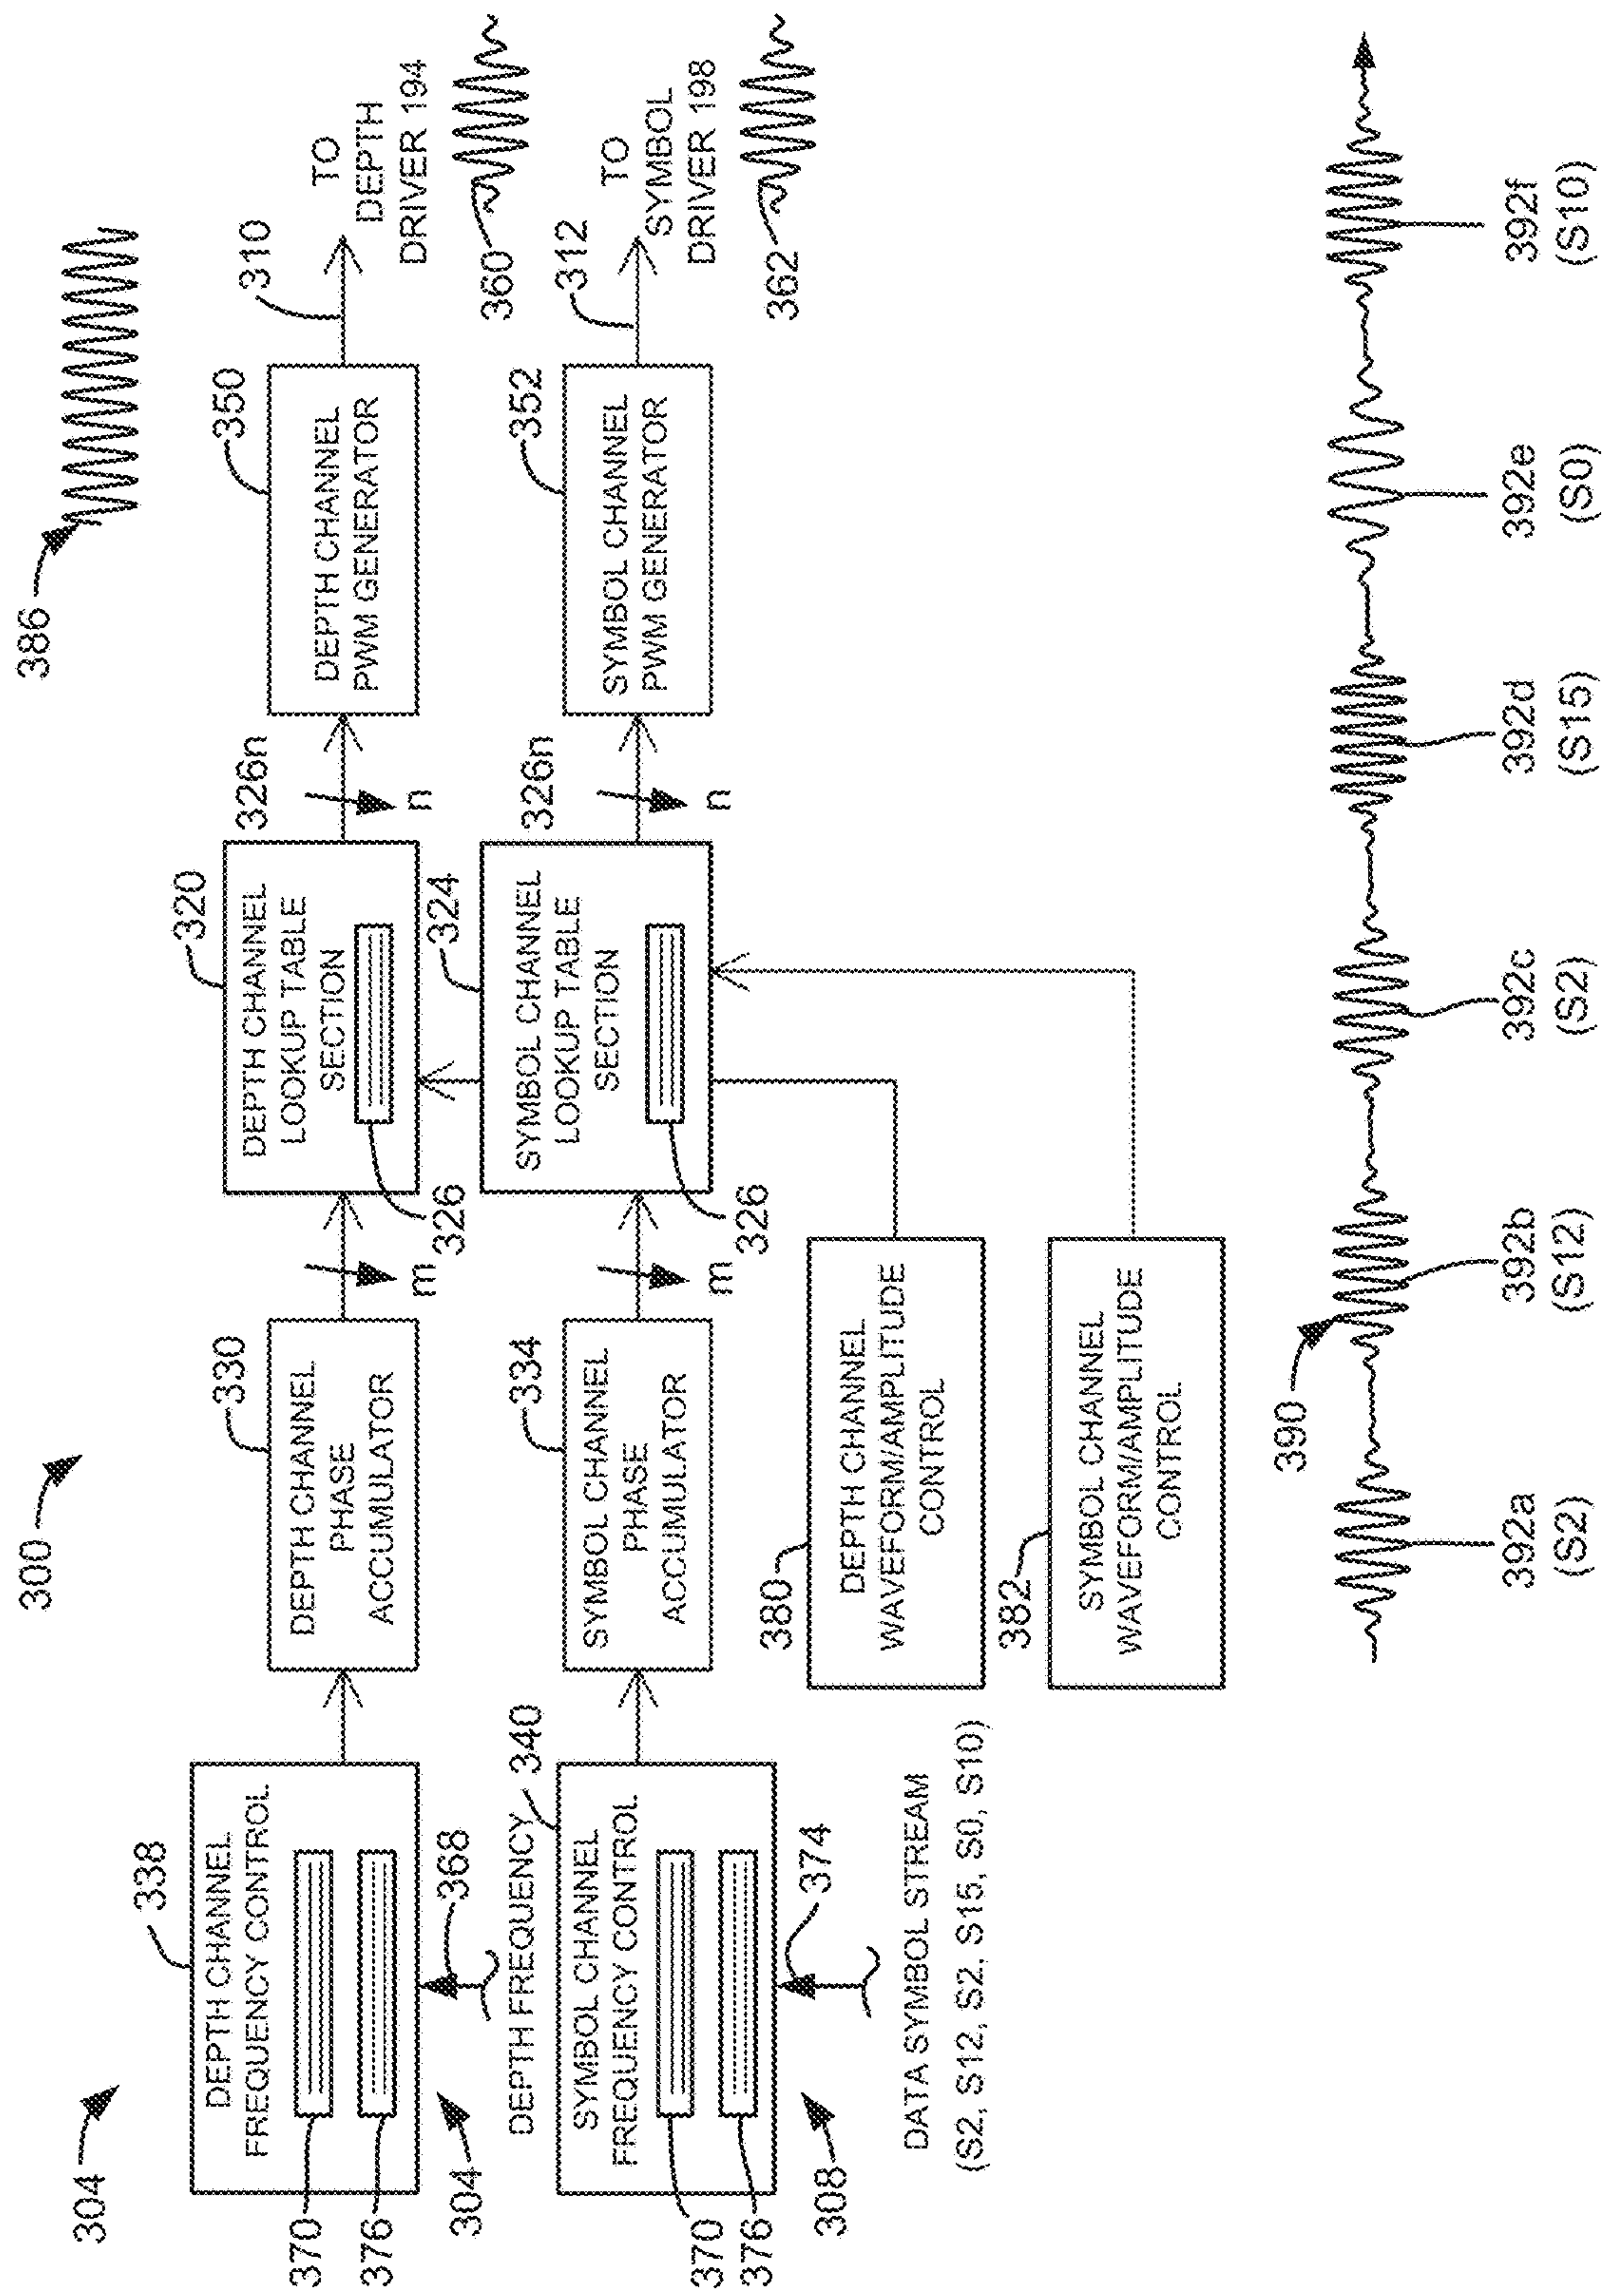 300
304
386
338
DEPTH CHANNEL
FREQUENCY CONTROL
370
376
330
DEPTH CHANNEL
PHASE
ACCUMULATOR
m
320
DEPTH CHANNEL
LOOKUP TABLE
SECTION
326
326n
n
350
DEPTH CHANNEL
PWM GENERATOR
310
TO
DEPTH
DRIVER 194
360
304
368
DEPTH FREQUENCY
340
SYMBOL CHANNEL
FREQUENCY CONTROL
370
376
334
SYMBOL CHANNEL
PHASE
ACCUMULATOR
m
324
SYMBOL CHANNEL
LOOKUP TABLE
SECTION
326
326n
n
352
SYMBOL CHANNEL
PWM GENERATOR
312
TO
SYMBOL
DRIVER 198
362
308
374
DATA SYMBOL STREAM
(S2, S12, S2, S15, S0, S10)
380
DEPTH CHANNEL
WAVEFORM/AMPLITUDE
CONTROL
382
SYMBOL CHANNEL
WAVEFORM/AMPLITUDE
CONTROL
390
392a
(S2)
392b
(S12)
392c
(S2)
392d
(S15)
392e
(S0)
392f
(S10)